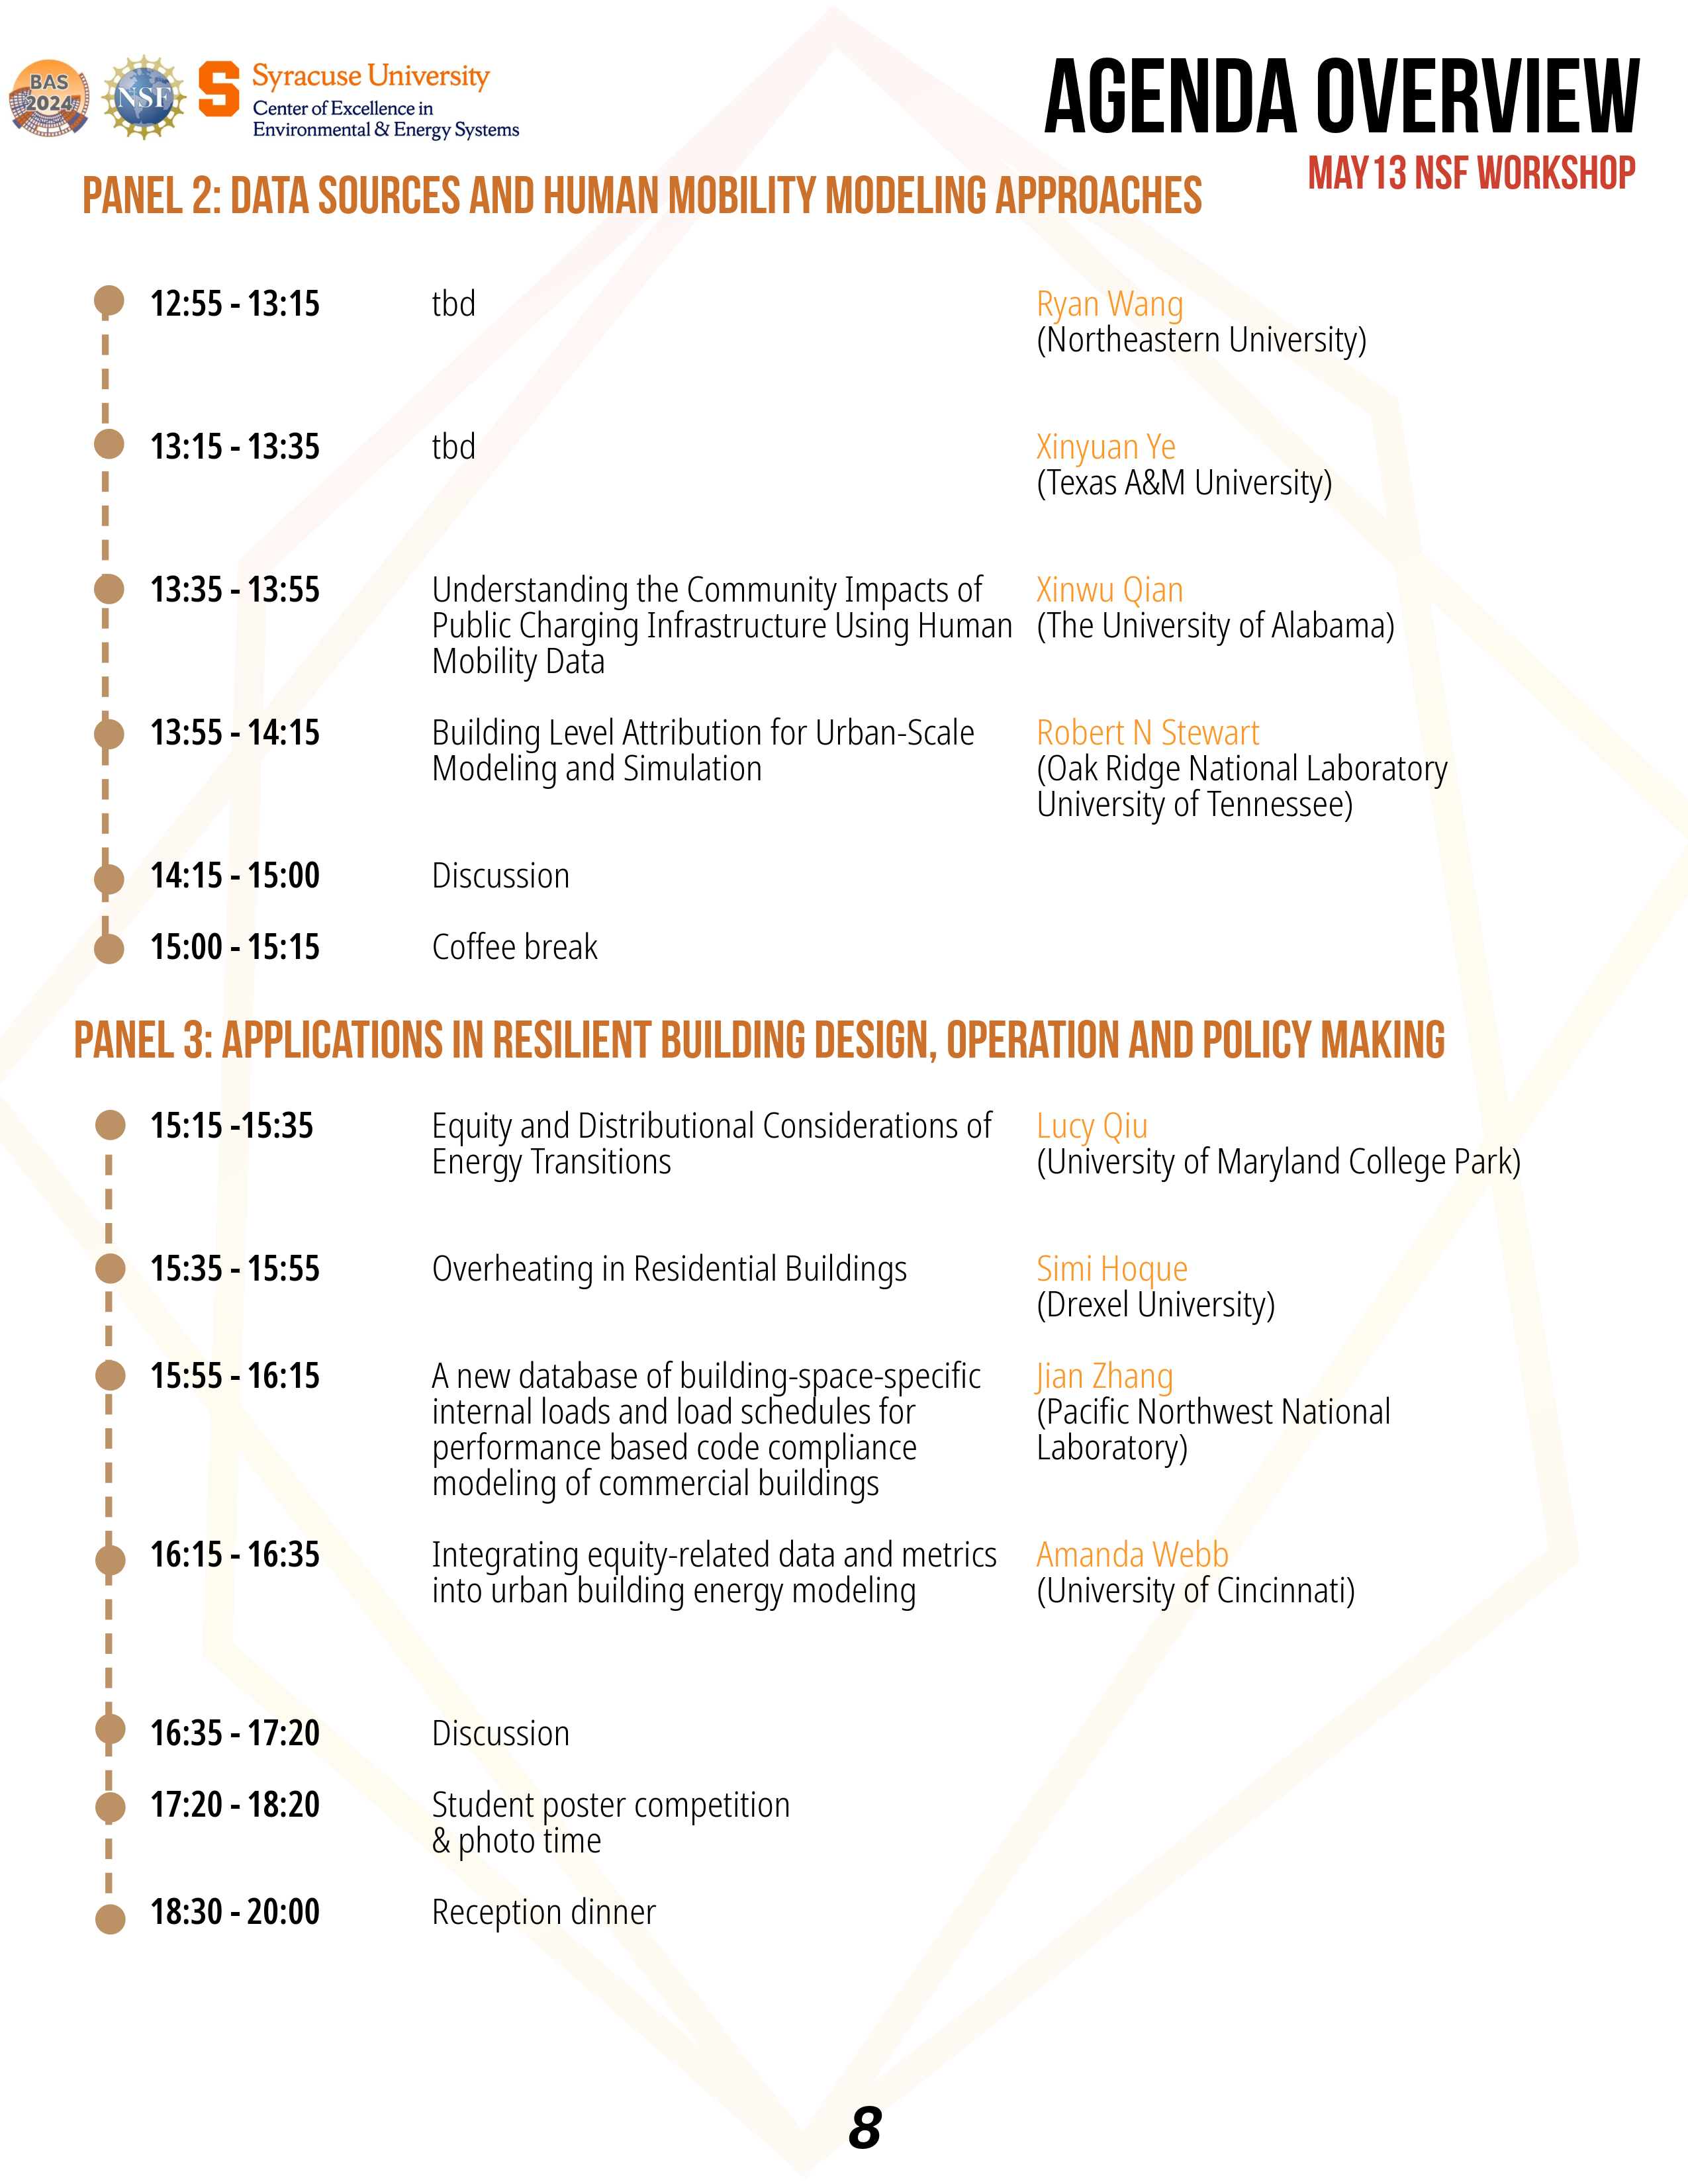 BAS
2024
NSF
S
Syracuse University
Center of Excellence in
Environmental & Energy Systems
AGENDA OVERVIEW
MAY13 NSF WORKSHOP
PANEL 2: DATA SOURCES AND HUMAN MOBILITY MODELING APPROACHES
12:55 - 13:15 tbd Ryan Wang
(Northeastern University)
13:15 - 13:35 tbd Xinyuan Ye
(Texas A&M University)
13:35 - 13:55 Understanding the Community Impacts of Xinwu Qian
Public Charging Infrastructure Using Human (The University of Alabama)
Mobility Data
13:55 - 14:15 Building Level Attribution for Urban-Scale Robert N Stewart
Modeling and Simulation (Oak Ridge National Laboratory
University of Tennessee)
14:15 - 15:00 Discussion
15:00 - 15:15 Coffee break
PANEL 3: APPLICATIONS IN RESILIENT BUILDING DESIGN, OPERATION AND POLICY MAKING
15:15 -15:35 Equity and Distributional Considerations of Lucy Qiu
Energy Transitions (University of Maryland College Park)
15:35 - 15:55 Overheating in Residential Buildings Simi Hoque
(Drexel University)
15:55 - 16:15 A new database of building-space-specific Jian Zhang
internal loads and load schedules for (Pacific Northwest National
performance based code compliance Laboratory)
modeling of commercial buildings
16:15 - 16:35 Integrating equity-related data and metrics Amanda Webb
into urban building energy modeling (University of Cincinnati)
16:35 - 17:20 Discussion
17:20 - 18:20 Student poster competition
& photo time
18:30 - 20:00 Reception dinner
8